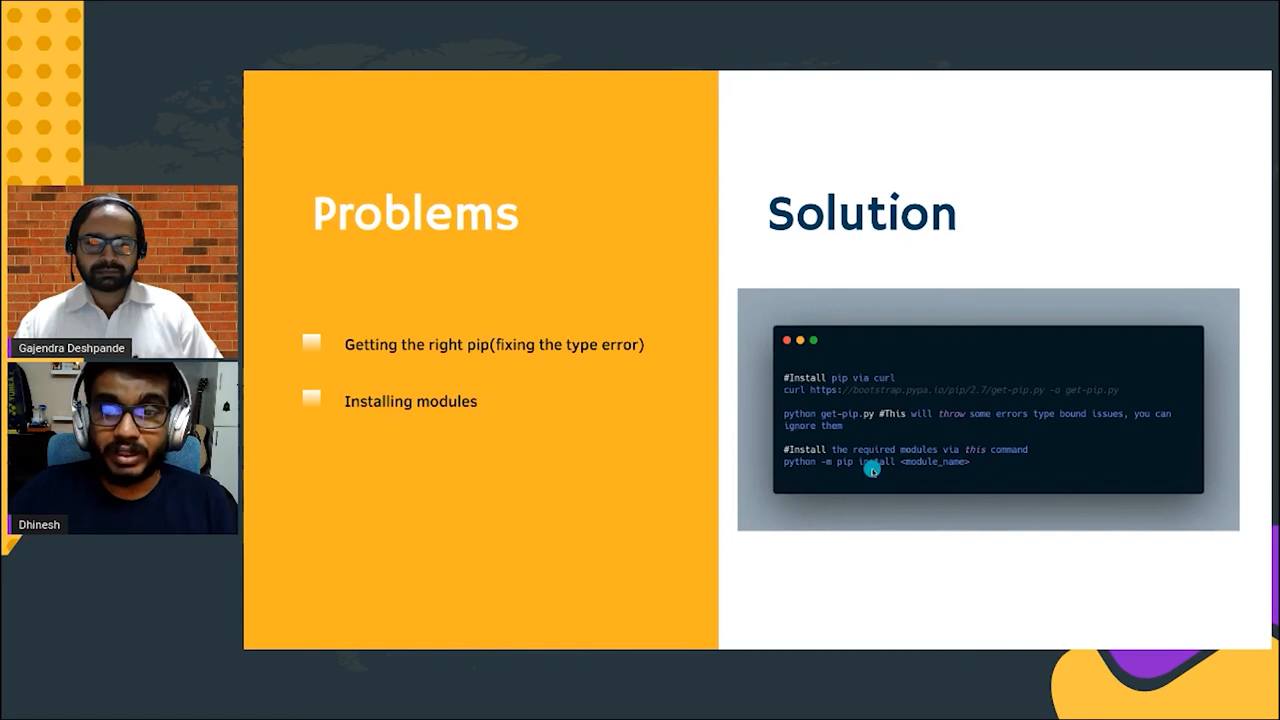 Problems
Getting the right pip(fixing the type error)
Installing modules
Solution
#Install pip via curl
curl https://bootstrap.pypa.io/pip/2.7/get-pip.py -o get-pip.py
python get-pip.py #This will throw some errors type bound issues, you can
ignore them
#Install the required modules via this command
python -m pip install <module_name>
Gajendra Deshpande
Dhinesh